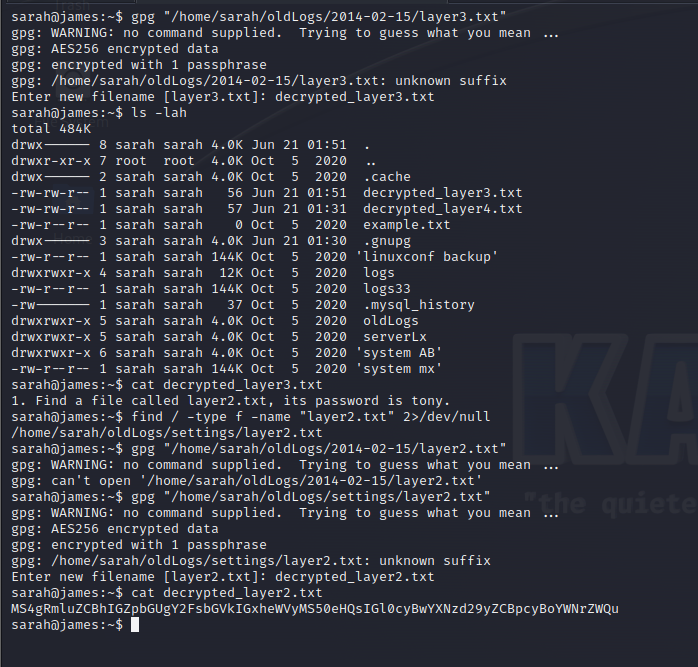 sarah@james:~$ gpg "/home/sarah/oldLogs/2014-02-15/layer3.txt"
gpg: WARNING: no command supplied.  Trying to guess what you mean ...
gpg: AES256 encrypted data
gpg: encrypted with 1 passphrase
gpg: /home/sarah/oldLogs/2014-02-15/layer3.txt: unknown suffix
Enter new filename [layer3.txt]: decrypted_layer3.txt
sarah@james:~$ ls -lah
total 484K
drwx------ 8 sarah sarah 4.0K Jun 21 01:51  .
drwxr-xr-x 7 root  root  4.0K Oct  5  2020  ..
drwx------ 2 sarah sarah 4.0K Oct  5  2020  .cache
-rw-rw-r-- 1 sarah sarah   56 Jun 21 01:51  decrypted_layer3.txt
-rw-rw-r-- 1 sarah sarah   57 Jun 21 01:31  decrypted_layer4.txt
-rw-r--r-- 1 sarah sarah    0 Oct  5  2020  example.txt
drwx------ 3 sarah sarah 4.0K Jun 21 01:30  .gnupg
-rw-r--r-- 1 sarah sarah 144K Oct  5  2020 'linuxconf backup'
drwxrwxr-x 4 sarah sarah  12K Oct  5  2020  logs
-rw-r--r-- 1 sarah sarah 144K Oct  5  2020  logs33
-rw------- 1 sarah sarah   37 Oct  5  2020  .mysql_history
drwxrwxr-x 5 sarah sarah 4.0K Oct  5  2020  oldLogs
drwxrwxr-x 5 sarah sarah 4.0K Oct  5  2020  serverLx
drwxrwxr-x 6 sarah sarah 4.0K Oct  5  2020 'system AB'
-rw-r--r-- 1 sarah sarah 144K Oct  5  2020 'system mx'
sarah@james:~$ cat decrypted_layer3.txt
1. Find a file called layer2.txt, its password is tony.
sarah@james:~$ find / -type f -name "layer2.txt" 2>/dev/null
/home/sarah/oldLogs/settings/layer2.txt
sarah@james:~$ gpg "/home/sarah/oldLogs/2014-02-15/layer2.txt"
gpg: WARNING: no command supplied.  Trying to guess what you mean ...
gpg: can't open '/home/sarah/oldLogs/2014-02-15/layer2.txt'
sarah@james:~$ gpg "/home/sarah/oldLogs/settings/layer2.txt"
gpg: WARNING: no command supplied.  Trying to guess what you mean ...
gpg: AES256 encrypted data
gpg: encrypted with 1 passphrase
gpg: /home/sarah/oldLogs/settings/layer2.txt: unknown suffix
Enter new filename [layer2.txt]: decrypted_layer2.txt
sarah@james:~$ cat decrypted_layer2.txt
MS4gRmluZCBhIGZpbGUgY2FsbGVkIGxheWVyMS50eHQsIGl0cyBwYXNzd29yZCBpcyBoYWNrZWQu
sarah@james:~$
KA
"the quiete